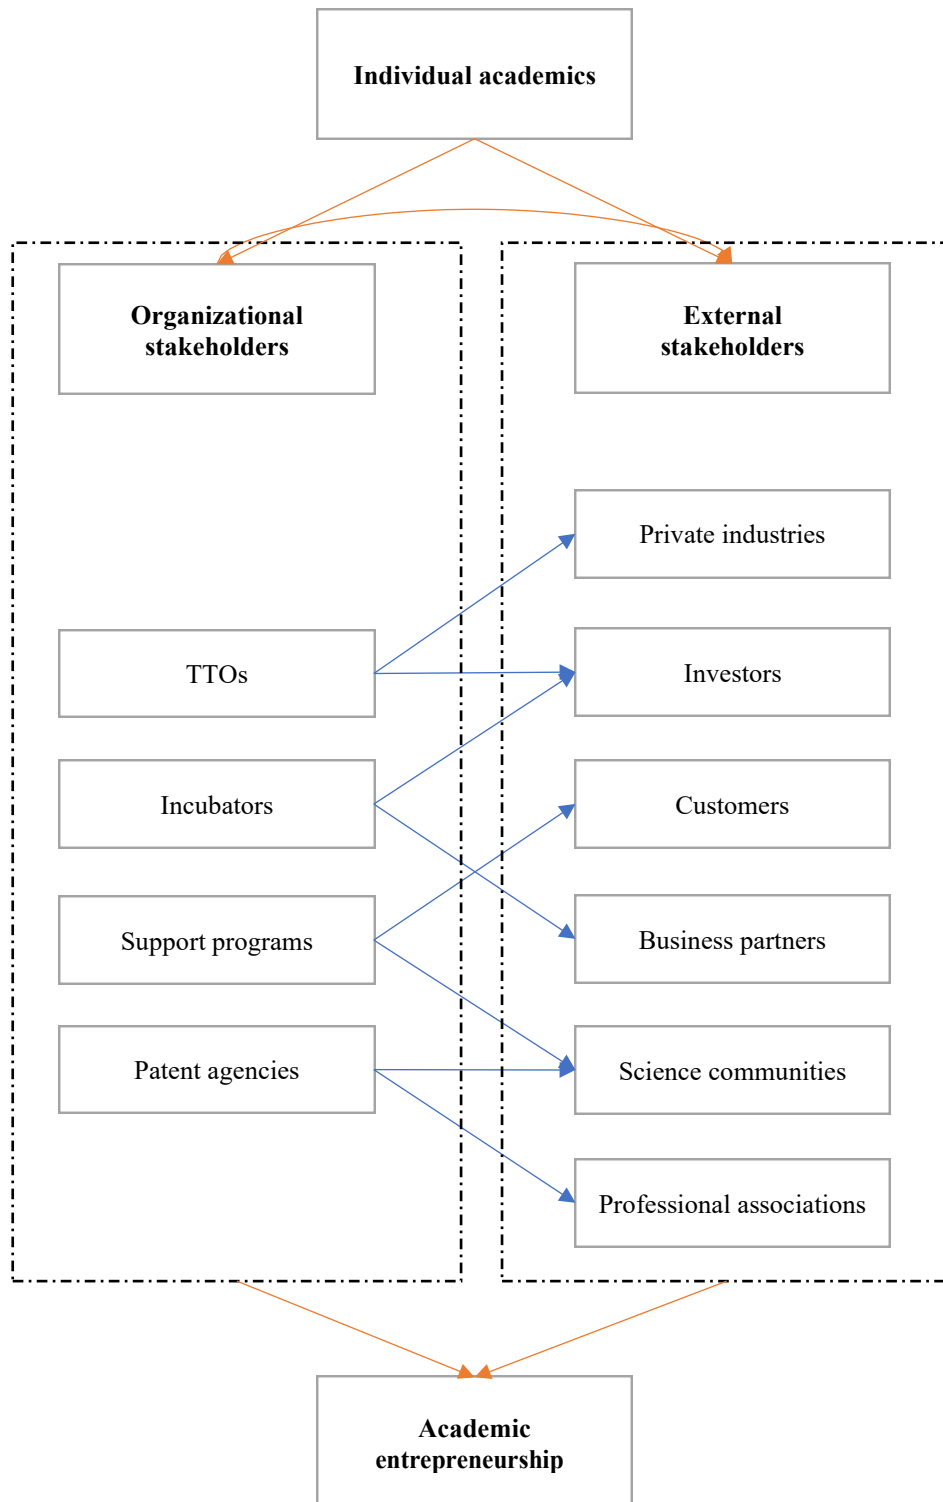 Individual academics
Organizational
stakeholders
External
stakeholders
Private industries
TTOs
Investors
Incubators
Customers
Support programs
Business partners
Patent agencies
Science communities
Professional associations
Academic
entrepreneurship